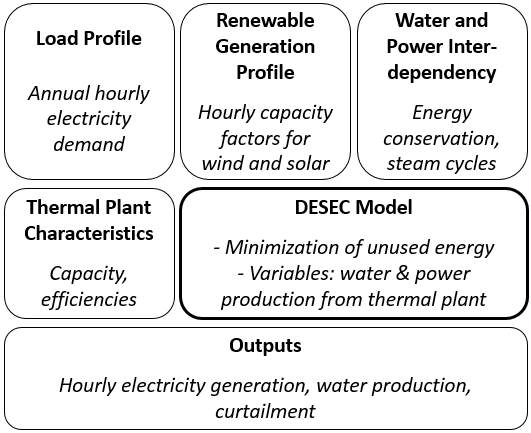 Load Profile
Annual hourly
electricity
demand
Renewable
Generation
Profile
Hourly capacity
factors for
wind and solar
Water and
Power Inter-
dependency
Energy
conservation,
steam cycles
Thermal Plant
Characteristics
Capacity,
efficiencies
DESEC Model
- Minimization of unused energy
- Variables: water & power
production from thermal plant
Outputs
Hourly electricity generation, water production,
curtailment